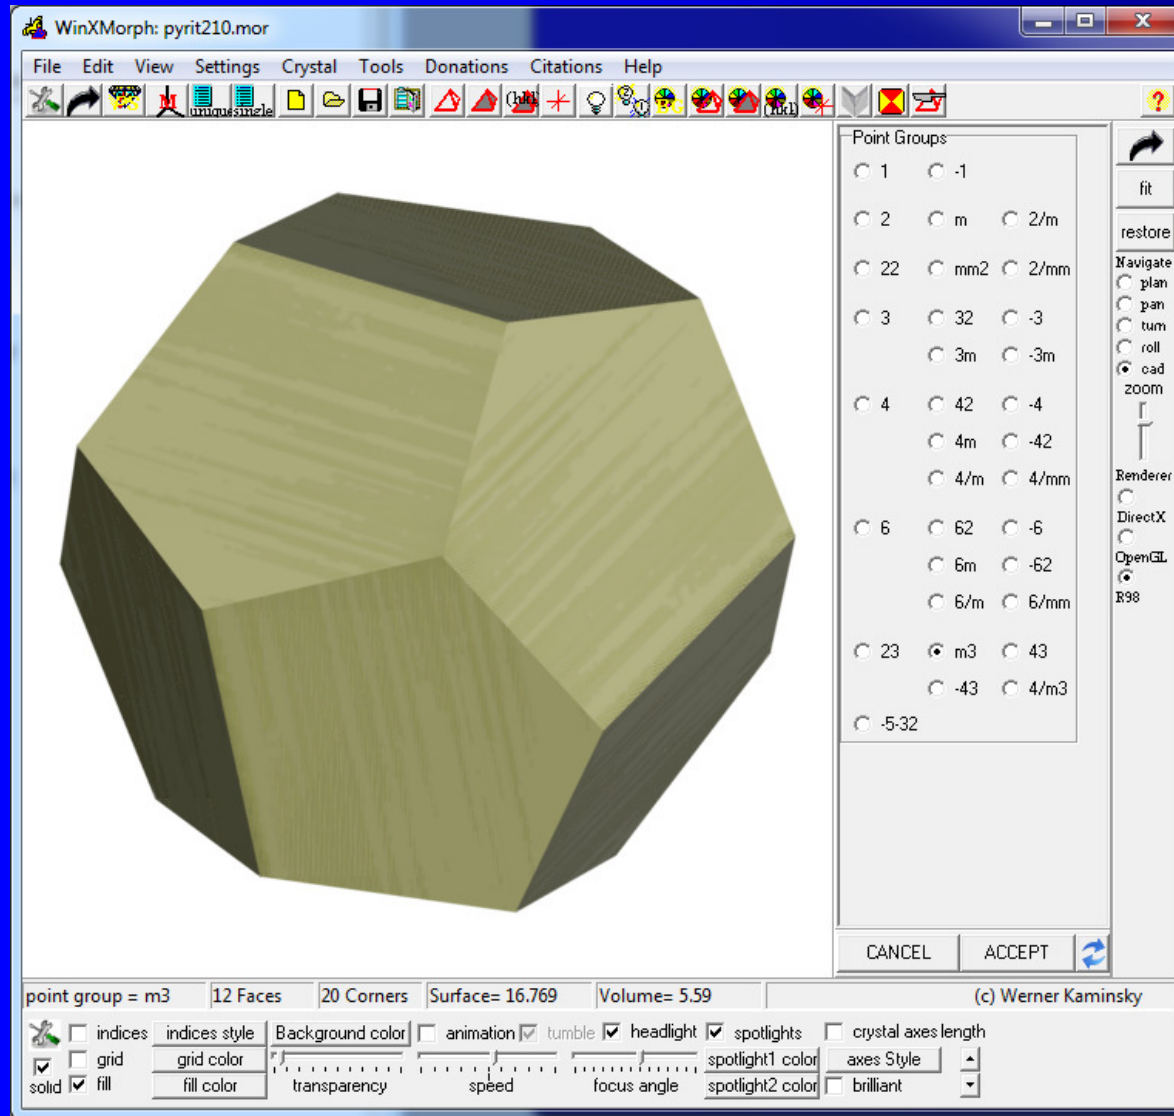 WinXMorph: pyrit210.mor
File Edit View Settings Crystal Tools Donations Citations Help
unique single (hkl) (hkl) ?
Point Groups
1 -1
2 m 2/m
22 mm2 2/mm
3 32 -3
3m -3m
4 42 -4
4m -42
4/m 4/mm
6 62 -6
6m -62
6/m 6/mm
23 m3 43
-43 4/m3
-5-32
CANCEL ACCEPT
fit
restore
Navigate
plan
pan
turn
roll
cad
zoom
Renderer
DirectX
OpenGL
R98
point group = m3 12 Faces 20 Corners Surface= 16.769 Volume= 5.59 (c) Werner Kaminsky
indices indices style Background color animation tumble headlight spotlights crystal axes length
grid grid color spotlight1 color axes Style
solid fill fill color transparency speed focus angle spotlight2 color brilliant